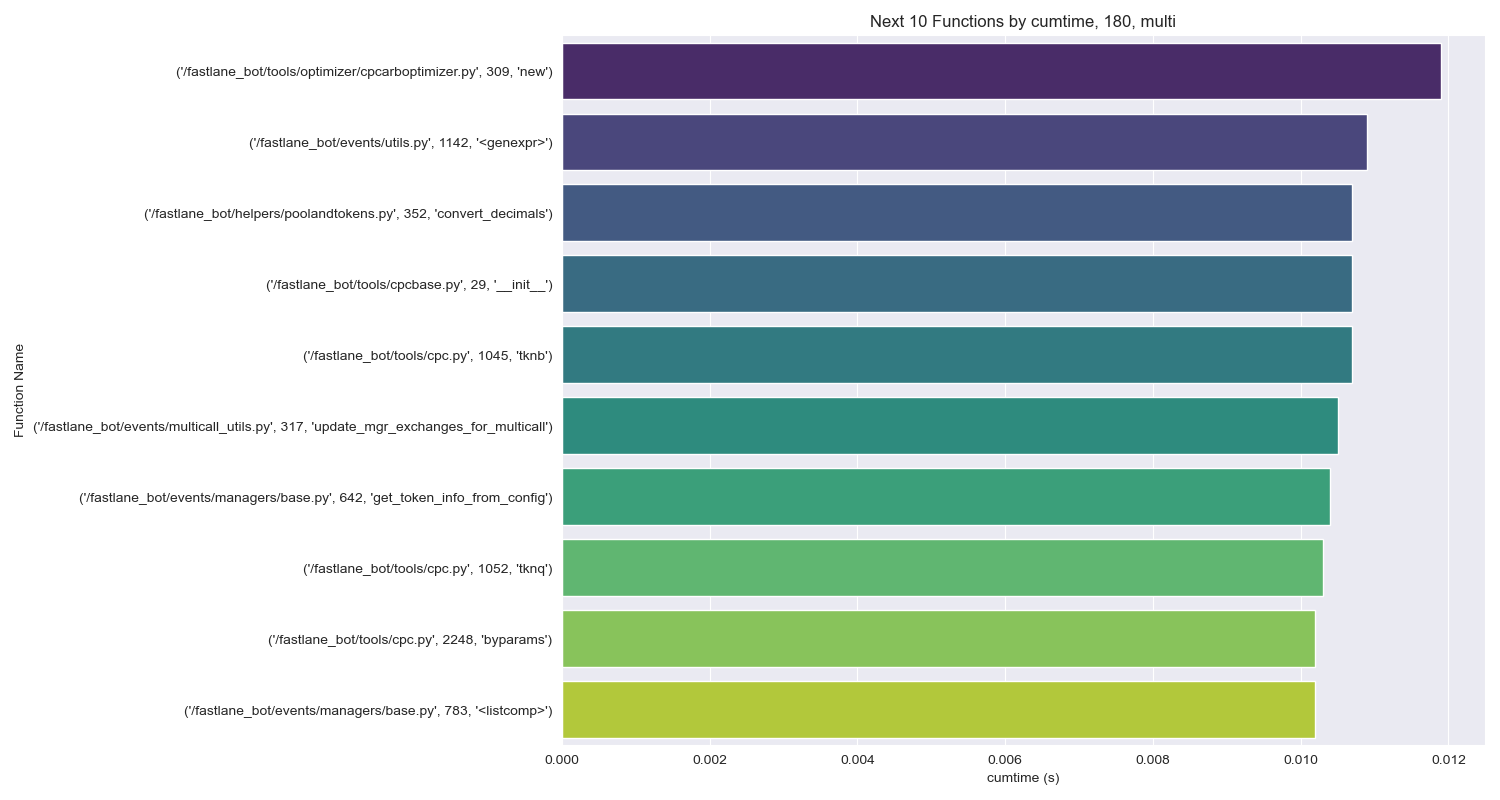 Next 10 Functions by cumtime, 180, multi
('/fastlane_bot/tools/optimizer/cpcarboptimizer.py', 309, 'new')
('/fastlane_bot/events/utils.py', 1142, '<genexpr>')
('/fastlane_bot/helpers/poolandtokens.py', 352, 'convert_decimals')
('/fastlane_bot/tools/cpcbase.py', 29, '__init__')
('/fastlane_bot/tools/cpc.py', 1045, 'tknb')
('/fastlane_bot/events/multicall_utils.py', 317, 'update_mgr_exchanges_for_multicall')
('/fastlane_bot/events/managers/base.py', 642, 'get_token_info_from_config')
('/fastlane_bot/tools/cpc.py', 1052, 'tknq')
('/fastlane_bot/tools/cpc.py', 2248, 'byparams')
('/fastlane_bot/events/managers/base.py', 783, '<listcomp>')
Function Name
0.000 0.002 0.004 0.006 0.008 0.010 0.012
cumtime (s)